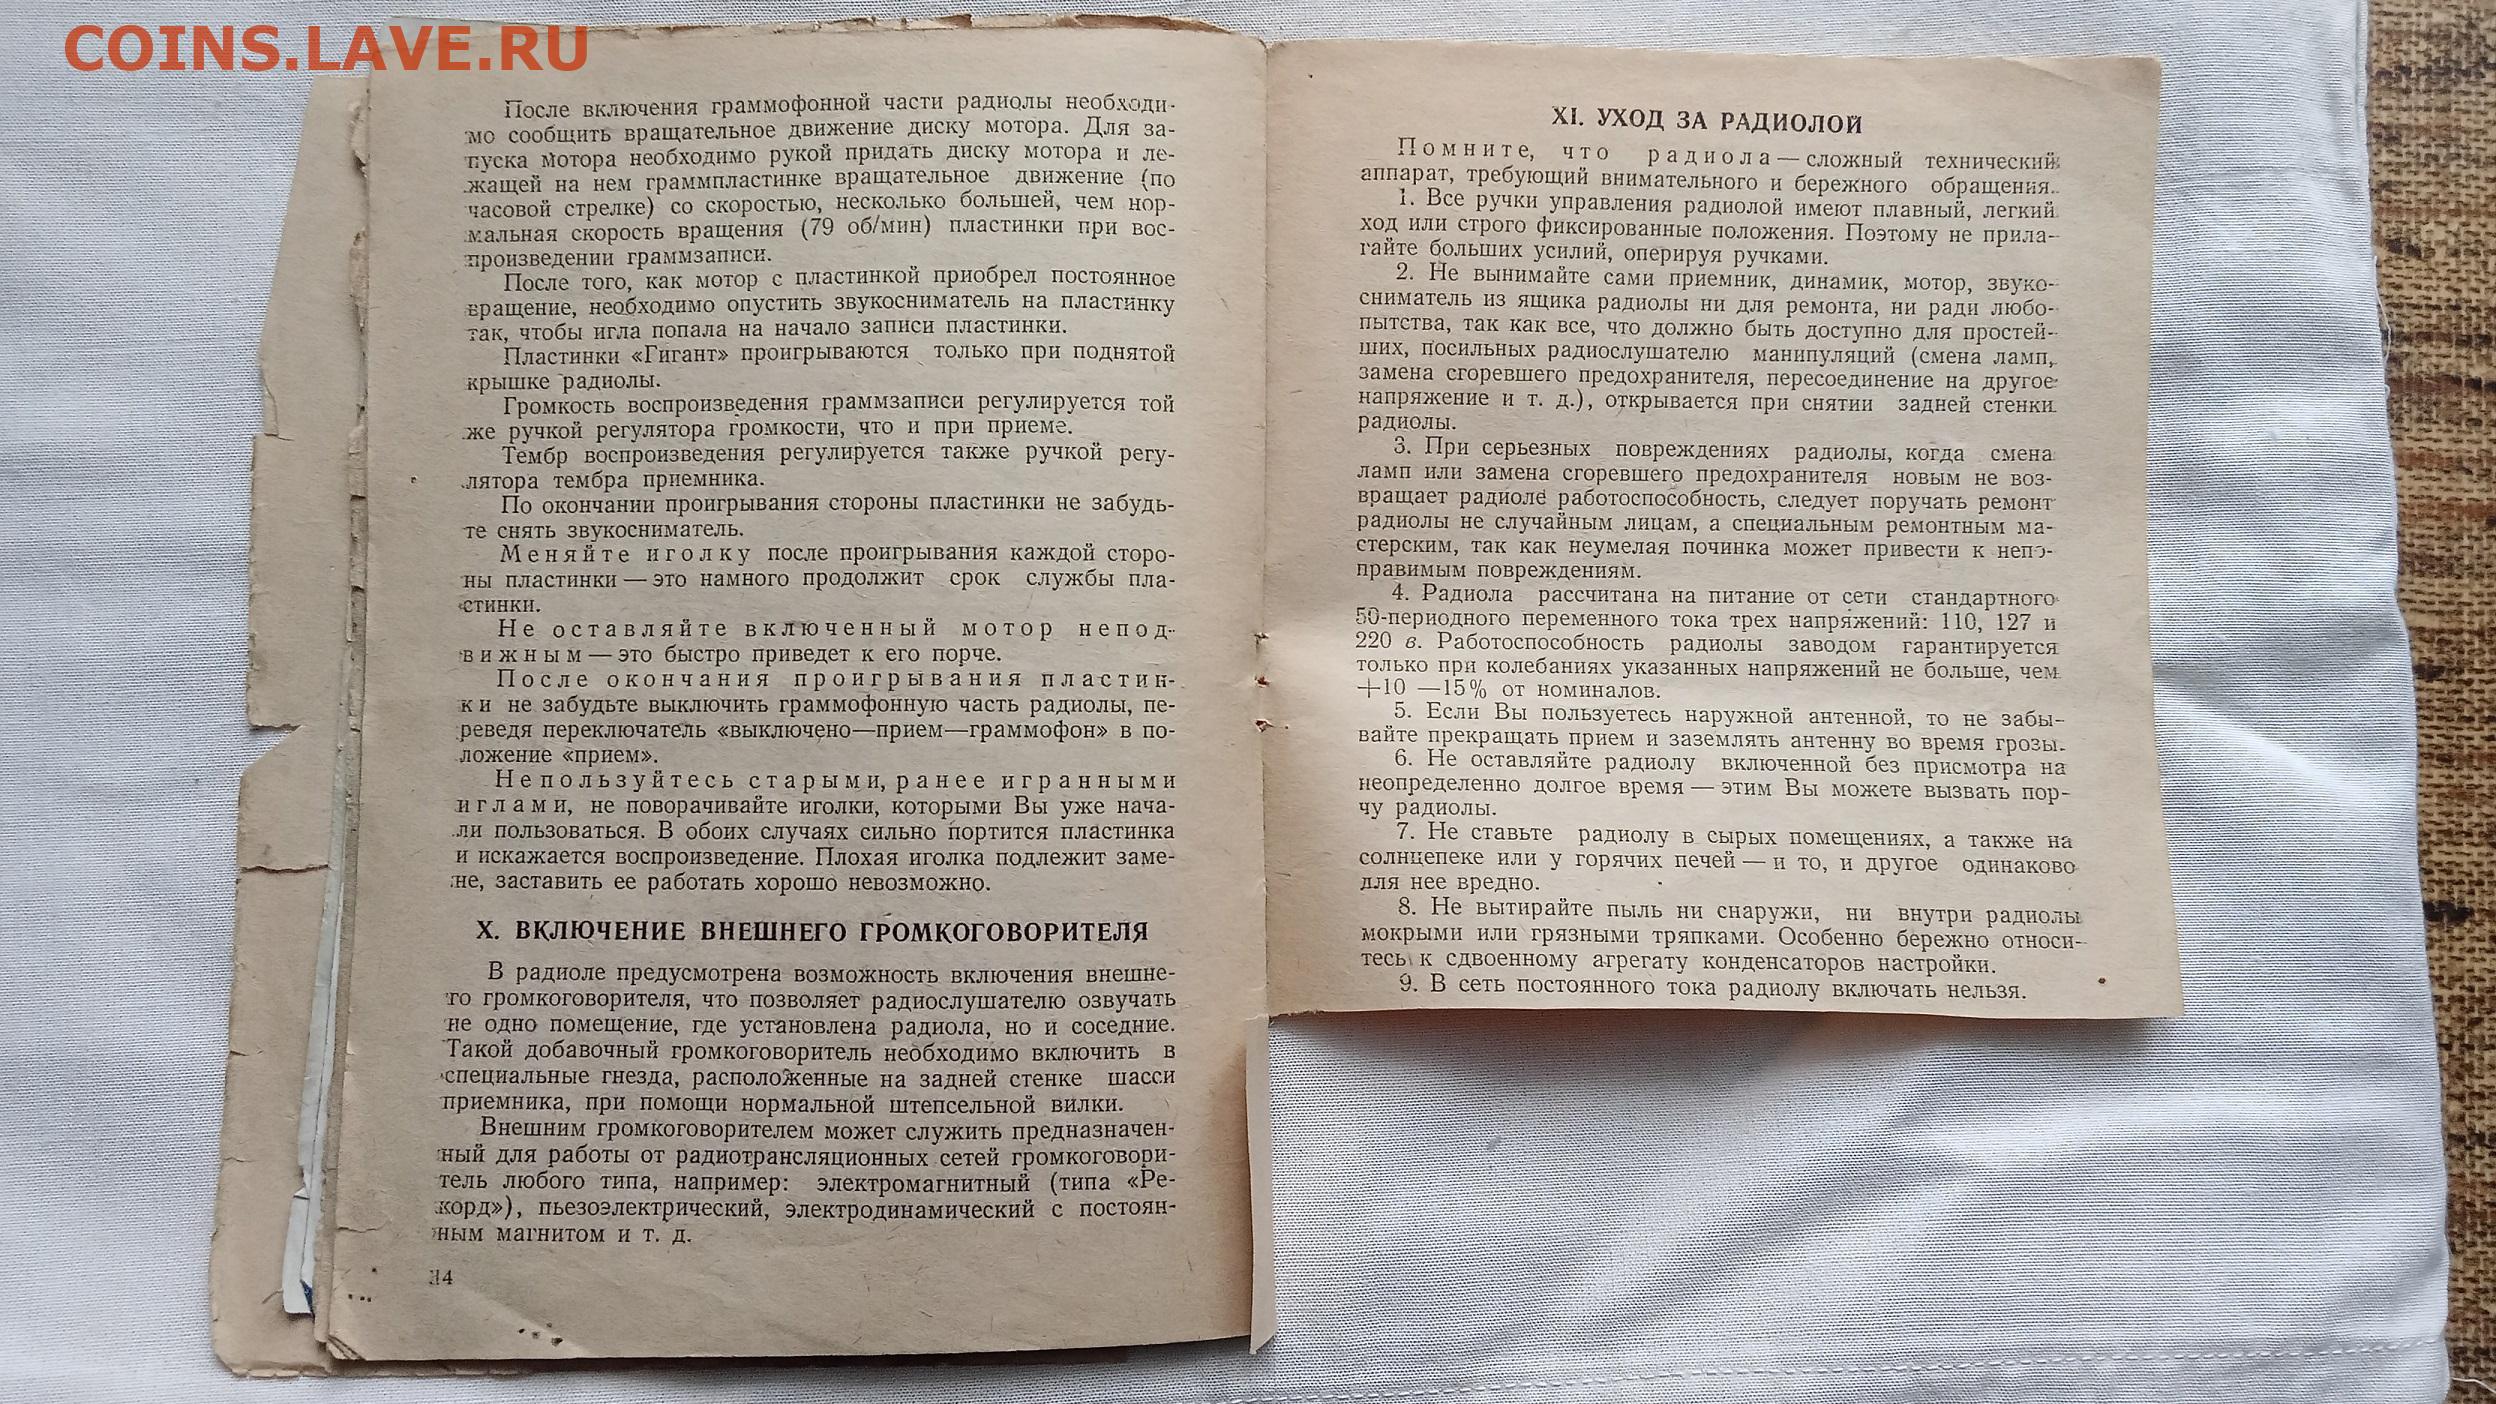 COINS.LAVE.RU
После включения граммофонной части радиолы необходи-
мо сообщить вращательное движение диску мотора. Для за-
пуска мотора необходимо рукой придать диску мотора и ле-
жащей на нем граммпластинке вращательное движение (по
часовой стрелке) со скоростью, несколько большей, чем нор-
мальная скорость вращения (79 об/мин) пластинки при вос-
произведении граммзаписи.
После того, как мотор с пластинкой приобрел постоянное
вращение, необходимо опустить звукосниматель на пластинку
так, чтобы игла попала на начало записи пластинки.
Пластинки «Гигант» проигрываются только при поднятой
крышке радиолы.
Громкость воспроизведения граммзаписи регулируется той
же ручкой регулятора громкости, что и при приеме.
Тембр воспроизведения регулируется также ручкой регу-
лятора тембра приемника.
По окончании проигрывания стороны пластинки не забудь-
те снять звукосниматель.
Меняйте иголку после проигрывания каждой сторо-
ны пластинки — это намного продолжит срок службы пла-
стинки.
Не оставляйте включенный мотор непод-
вижным — это быстро приведет к его порче.
После окончания проигрывания пластин-
ки не забудьте выключить граммофонную часть радиолы, пе-
реведя переключатель «выключено—прием—граммофон» в по-
ложение «прием».
Не пользуйтесь старыми, ранее игранными
иглами, не поворачивайте иголки, которыми Вы уже нача-
ли пользоваться. В обоих случаях сильно портится пластинка
и искажается воспроизведение. Плохая иголка подлежит заме-
не, заставить ее работать хорошо невозможно.
X. ВКЛЮЧЕНИЕ ВНЕШНЕГО ГРОМКОГОВОРИТЕЛЯ
В радиоле предусмотрена возможность включения внешне-
го громкоговорителя, что позволяет радиослушателю озвучать
не одно помещение, где установлена радиола, но и соседние.
Такой добавочный громкоговоритель необходимо включить в
специальные гнезда, расположенные на задней стенке шасси
приемника, при помощи нормальной штепсельной вилки.
Внешним громкоговорителем может служить предназначен-
ный для работы от радиотрансляционных сетей громкоговори-
тель любого типа, например: электромагнитный (типа «Ре-
корд»), пьезоэлектрический, электродинамический с постоян-
ным магнитом и т. д.
14
XI. УХОД ЗА РАДИОЛОЙ
Помните, что радиола — сложный технический
аппарат, требующий внимательного и бережного обращения.
1. Все ручки управления радиолой имеют плавный, легкий
ход или строго фиксированные положения. Поэтому не прила-
гайте больших усилий, оперируя ручками.
2. Не вынимайте сами приемник, динамик, мотор, звуко-
сниматель из ящика радиолы ни для ремонта, ни ради любо-
пытства, так как все, что должно быть доступно для простей-
ших, посильных радиослушателю манипуляций (смена ламп,
замена сгоревшего предохранителя, пересоединение на другое
напряжение и т. д.), открывается при снятии задней стенки
радиолы.
3. При серьезных повреждениях радиолы, когда смена
ламп или замена сгоревшего предохранителя новым не воз-
вращает радиоле работоспособность, следует поручать ремонт
радиолы не случайным лицам, а специальным ремонтным ма-
стерским, так как неумелая починка может привести к непо-
правимым повреждениям.
4. Радиола рассчитана на питание от сети стандартного
50-периодного переменного тока трех напряжений: 110, 127 и
220 в. Работоспособность радиолы заводом гарантируется
только при колебаниях указанных напряжений не больше, чем
+10 —15% от номиналов.
5. Если Вы пользуетесь наружной антенной, то не забы-
вайте прекращать прием и заземлять антенну во время грозы.
6. Не оставляйте радиолу включенной без присмотра на
неопределенно долгое время — этим Вы можете вызвать пор-
чу радиолы.
7. Не ставьте радиолу в сырых помещениях, а также на
солнцепеке или у горячих печей — и то, и другое одинаково
для нее вредно.
8. Не вытирайте пыль ни снаружи, ни внутри радиолы
мокрыми или грязными тряпками. Особенно бережно относи-
тесь к сдвоенному агрегату конденсаторов настройки.
9. В сеть постоянного тока радиолу включать нельзя.